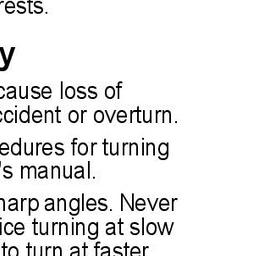 rests.
y
cause loss of
ccident or overturn.
edures for turning
's manual.
harp angles. Never
ice turning at slow
to turn at faster